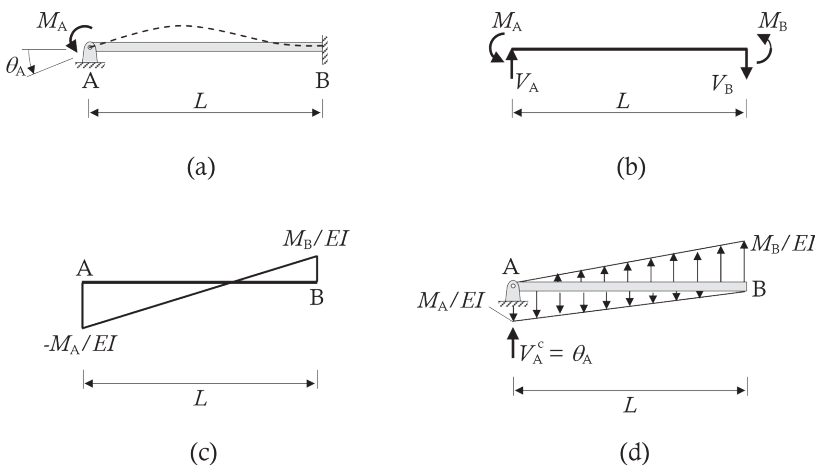 M_A
θ_A
A
B
L
(a)
M_A
M_B
V_A
V_B
L
(b)
A
M_B/EI
B
-M_A/EI
L
(c)
A
M_B/EI
B
M_A/EI
V_A^c = θ_A
L
(d)